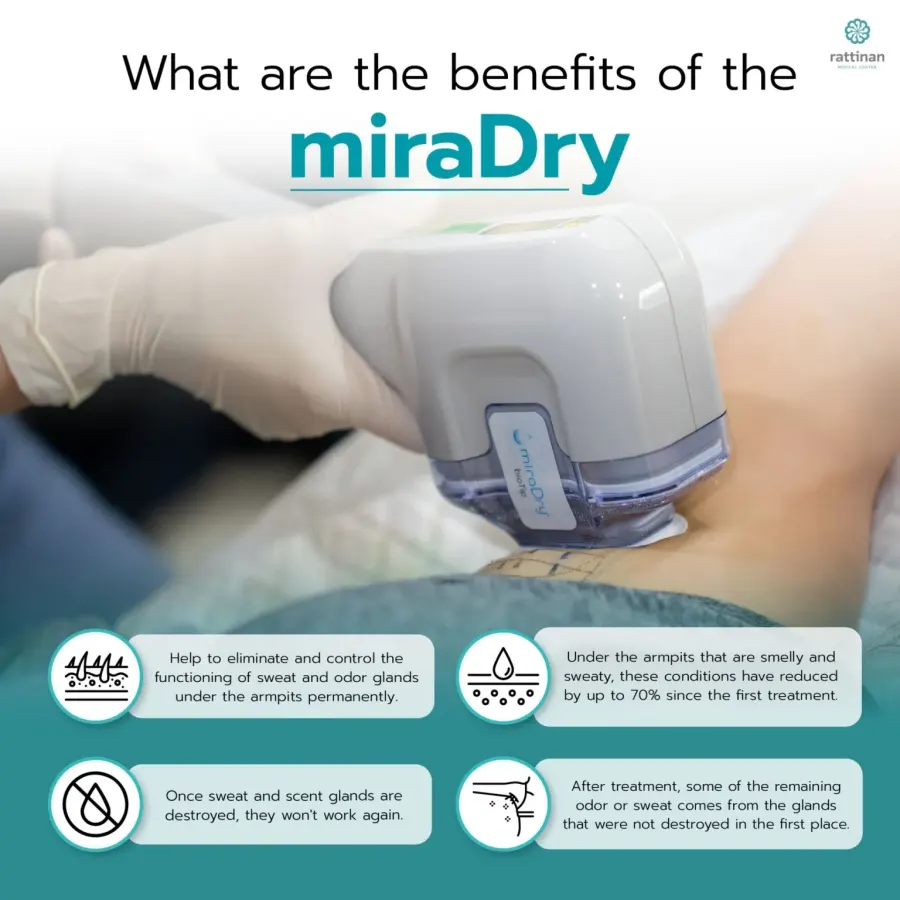 rattinan
MEDICAL CENTER
What are the benefits of the
miraDry
miraDry
bioTip
Help to eliminate and control the
functioning of sweat and odor glands
under the armpits permanently.
Under the armpits that are smelly and
sweaty, these conditions have reduced
by up to 70% since the first treatment.
Once sweat and scent glands are
destroyed, they won't work again.
After treatment, some of the remaining
odor or sweat comes from the glands
that were not destroyed in the first place.